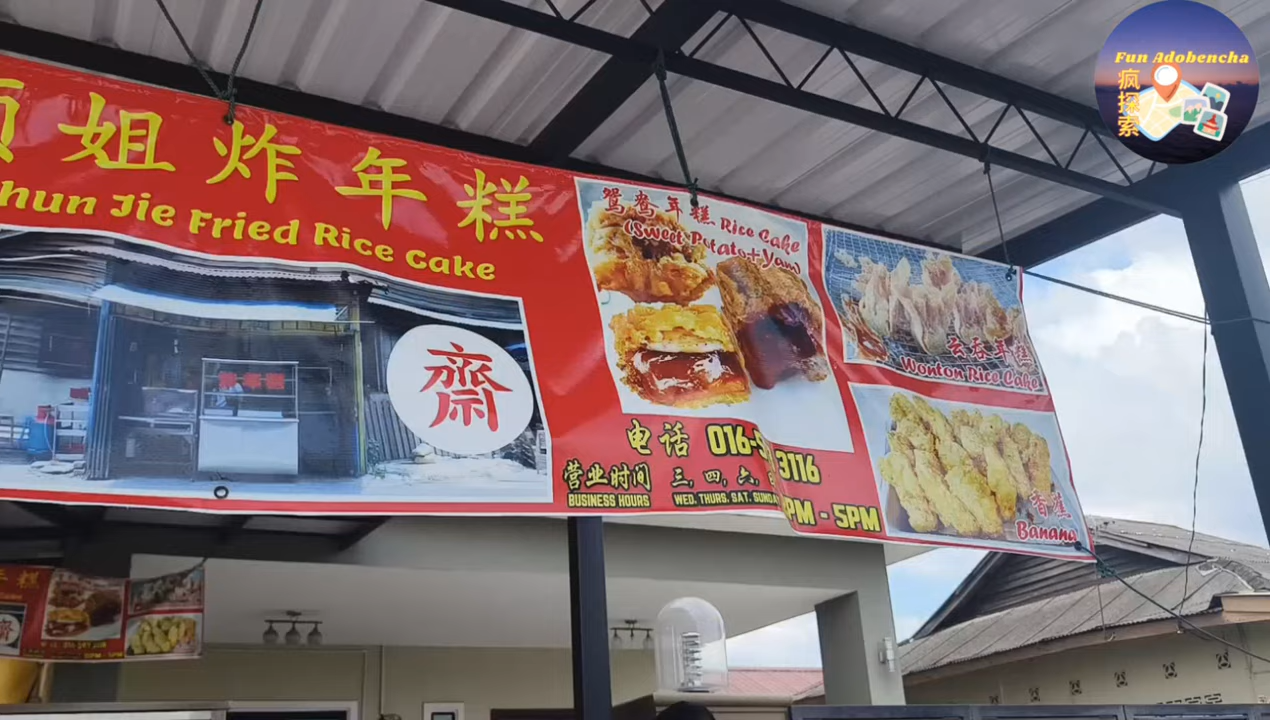 姐炸年糕
hun Jie Fried Rice Cake
齋
鴛鴦年糕 Rice Cake
(Sweet Potato+Yam)
电话 016-9 3116
营业时间 三, 四, 六,
BUSINESS HOURS WED. THURS. SAT. SUNDA
PM - 5PM
云吞年糕
Wonton Rice Cake
香蕉
Banana
Fun Adobencha
疯探索